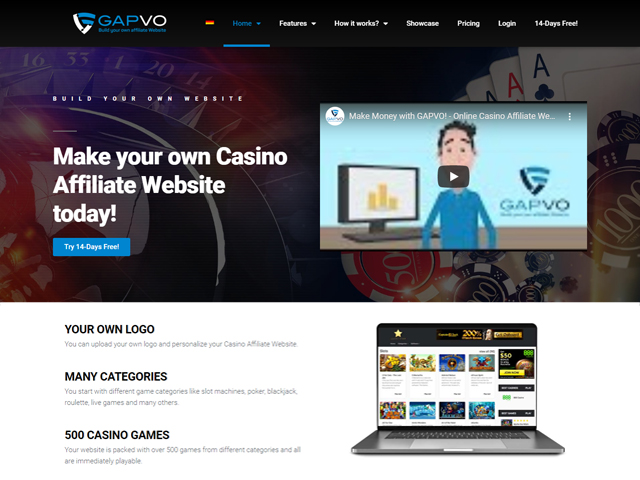 GAPVO
Build your own affiliate Website
Home Features How it works? Showcase Pricing Login 14-Days Free!
BUILD YOUR OWN WEBSITE
Make your own Casino
Affiliate Website
today!
Try 14-Days Free!
Make Money with GAPVO! - Online Casino Affiliate We...
GAPVO
GAPVO
Build your own affiliate Website
A
A
A
YOUR OWN LOGO
You can upload your own logo and personalize your Casino Affiliate Website.
MANY CATEGORIES
You start with different game categories like slot machines, poker, blackjack,
roulette, live games and many others.
500 CASINO GAMES
Your website is packed with over 500 games from different categories and all
are immediately playable.
200%
$50
JOIN NOW